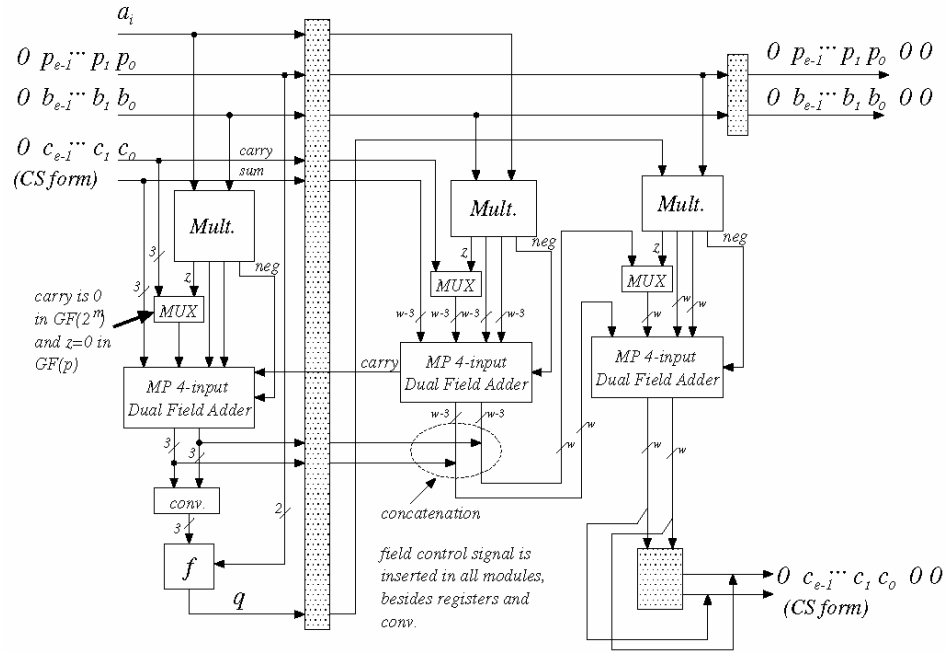 a_i
0 p_{e-1}... p_1 p_0
0 b_{e-1}... b_1 b_0
0 c_{e-1}... c_1 c_0
(CS form)
carry
sum
0 p_{e-1}... p_1 p_0 0 0
0 b_{e-1}... b_1 b_0 0 0
Mult.
3
3
z
neg
MUX
carry is 0
in GF(2^m)
and z=0 in
GF(p)
MP 4-input
Dual Field Adder
3
3
conv.
3
2
f
q
Mult.
z
neg
MUX
w-3
w-3
w-3
w-3
carry
MP 4-input
Dual Field Adder
w-3
w-3
w
w
concatenation
field control signal is
inserted in all modules,
besides registers and
conv.
Mult.
z
neg
MUX
w
w
w
MP 4-input
Dual Field Adder
w
w
0 c_{e-1}... c_1 c_0 0 0
(CS form)